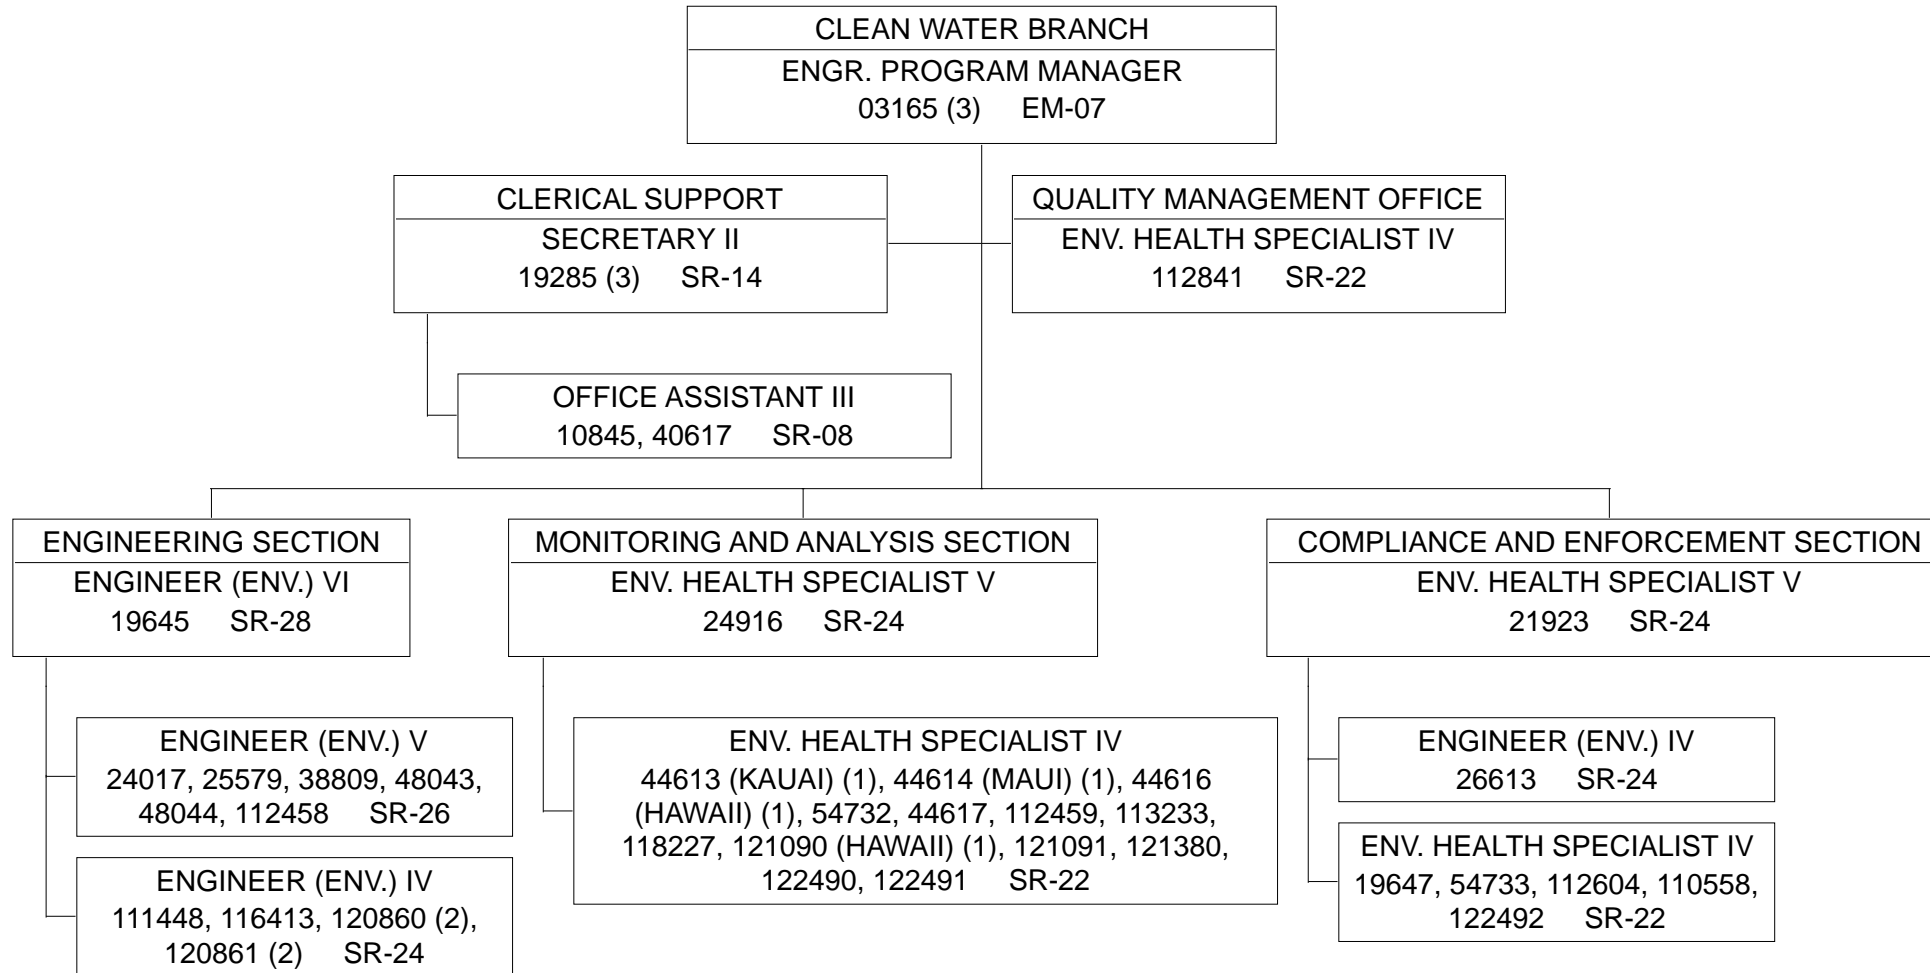 CLEAN WATER BRANCH
ENGR. PROGRAM MANAGER
03165 (3) EM-07
CLERICAL SUPPORT
SECRETARY II
19285 (3) SR-14
QUALITY MANAGEMENT OFFICE
ENV. HEALTH SPECIALIST IV
112841 SR-22
OFFICE ASSISTANT III
10845, 40617 SR-08
ENGINEERING SECTION
ENGINEER (ENV.) VI
19645 SR-28
ENGINEER (ENV.) V
24017, 25579, 38809, 48043,
48044, 112458 SR-26
ENGINEER (ENV.) IV
111448, 116413, 120860 (2),
120861 (2) SR-24
MONITORING AND ANALYSIS SECTION
ENV. HEALTH SPECIALIST V
24916 SR-24
ENV. HEALTH SPECIALIST IV
44613 (KAUAI) (1), 44614 (MAUI) (1), 44616
(HAWAII) (1), 54732, 44617, 112459, 113233,
118227, 121090 (HAWAII) (1), 121091, 121380,
122490, 122491 SR-22
COMPLIANCE AND ENFORCEMENT SECTION
ENV. HEALTH SPECIALIST V
21923 SR-24
ENGINEER (ENV.) IV
26613 SR-24
ENV. HEALTH SPECIALIST IV
19647, 54733, 112604, 110558,
122492 SR-22